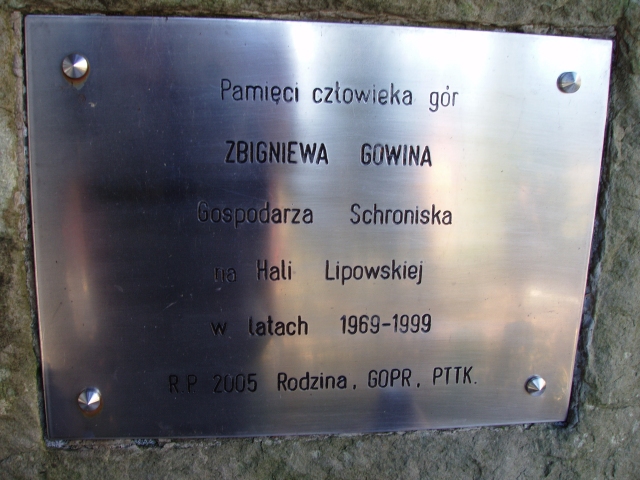 Pamięci człowieka gór
ZBIGNIEWA GOWINA
Gospodarza Schroniska
na Hali Lipowskiej
w latach 1969-1999
R.P. 2005 Rodzina, GOPR, PTTK.